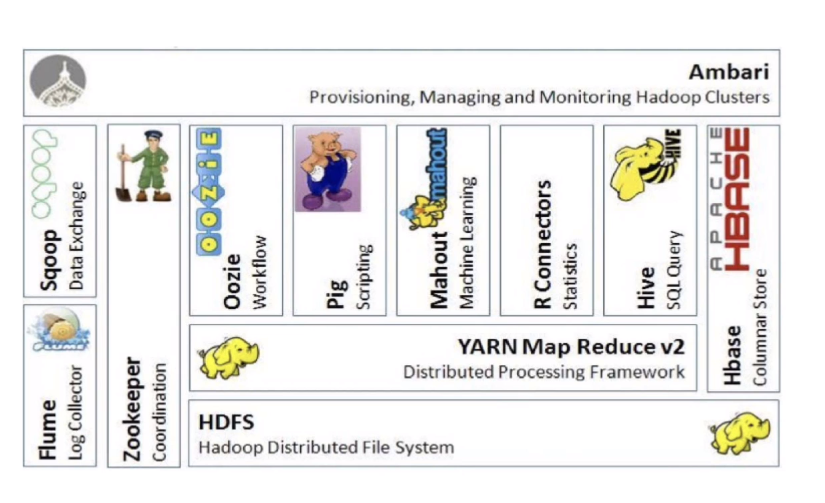 Ambari
Provisioning, Managing and Monitoring Hadoop Clusters
sqoop
Sqoop
Data Exchange
Zookeeper
Coordination
OOZIE
Oozie
Workflow
Pig
Scripting
mahout
Mahout
Machine Learning
R Connectors
Statistics
HIVE
Hive
SQL Query
APACHE
HBASE
Hbase
Columnar Store
FLUME
Flume
Log Collector
YARN Map Reduce v2
Distributed Processing Framework
HDFS
Hadoop Distributed File System